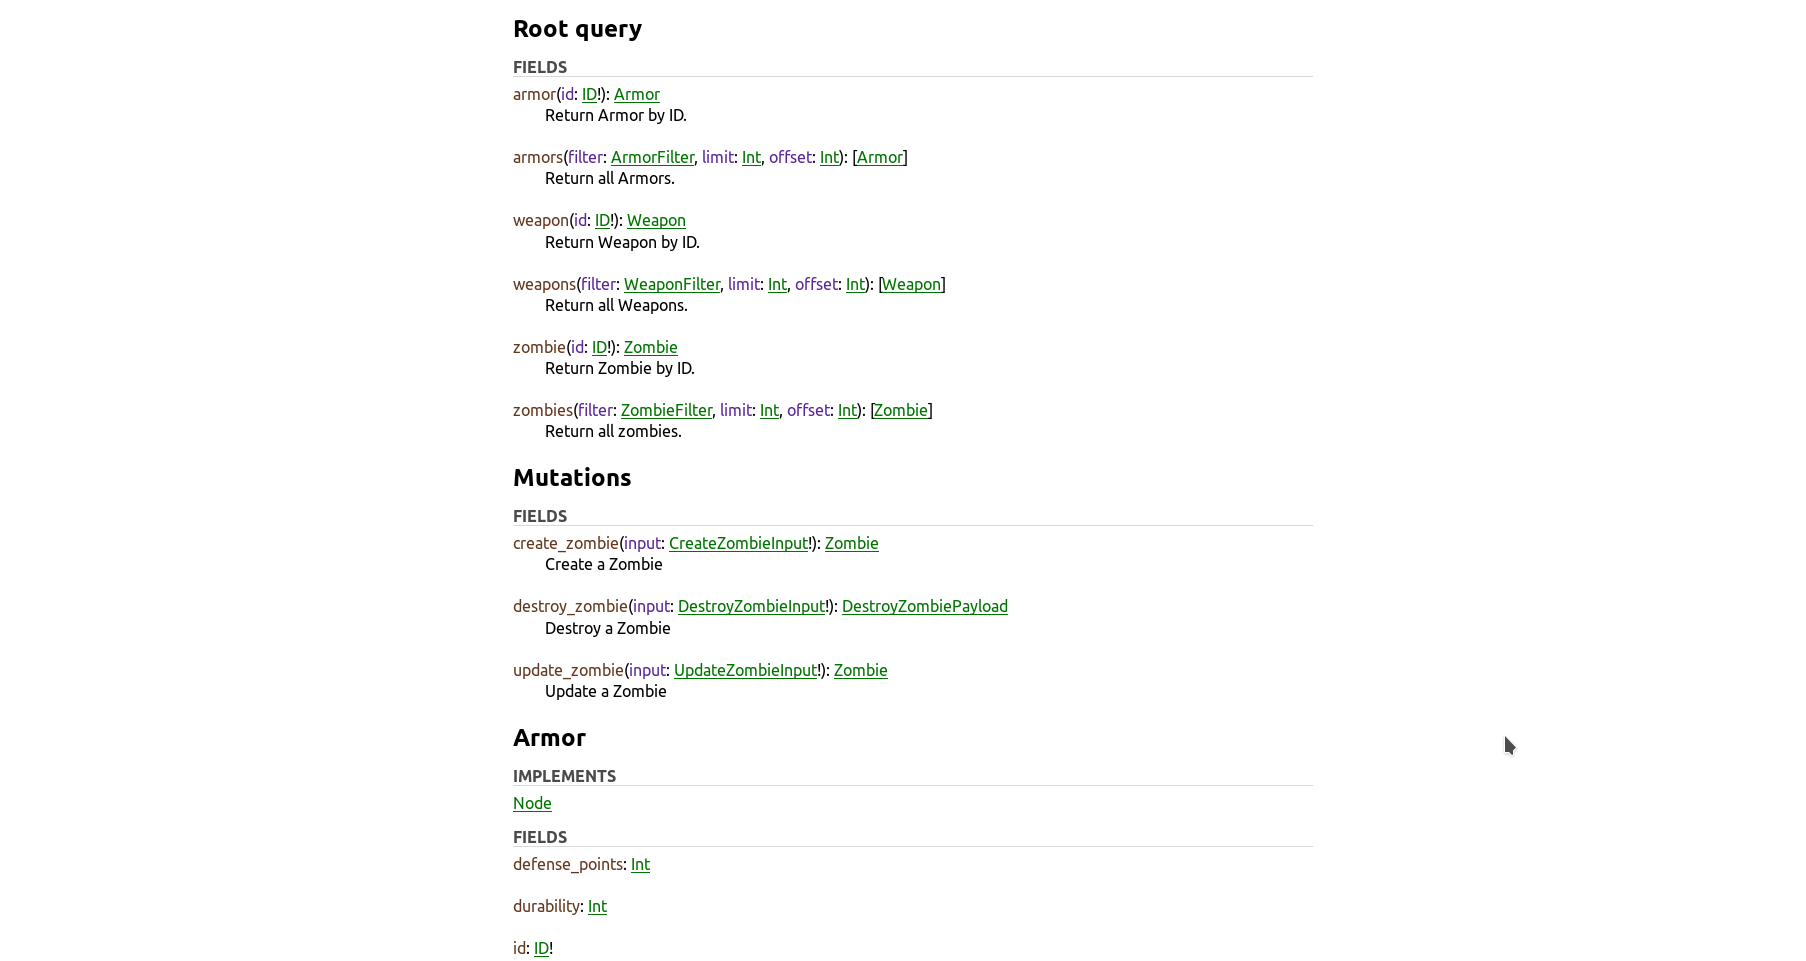 Root query
FIELDS
armor(id: ID!): Armor
Return Armor by ID.
armors(filter: ArmorFilter, limit: Int, offset: Int): [Armor]
Return all Armors.
weapon(id: ID!): Weapon
Return Weapon by ID.
weapons(filter: WeaponFilter, limit: Int, offset: Int): [Weapon]
Return all Weapons.
zombie(id: ID!): Zombie
Return Zombie by ID.
zombies(filter: ZombieFilter, limit: Int, offset: Int): [Zombie]
Return all zombies.
Mutations
FIELDS
create_zombie(input: CreateZombieInput!): Zombie
Create a Zombie
destroy_zombie(input: DestroyZombieInput!): DestroyZombiePayload
Destroy a Zombie
update_zombie(input: UpdateZombieInput!): Zombie
Update a Zombie
Armor
IMPLEMENTS
Node
FIELDS
defense_points: Int
durability: Int
id: ID!